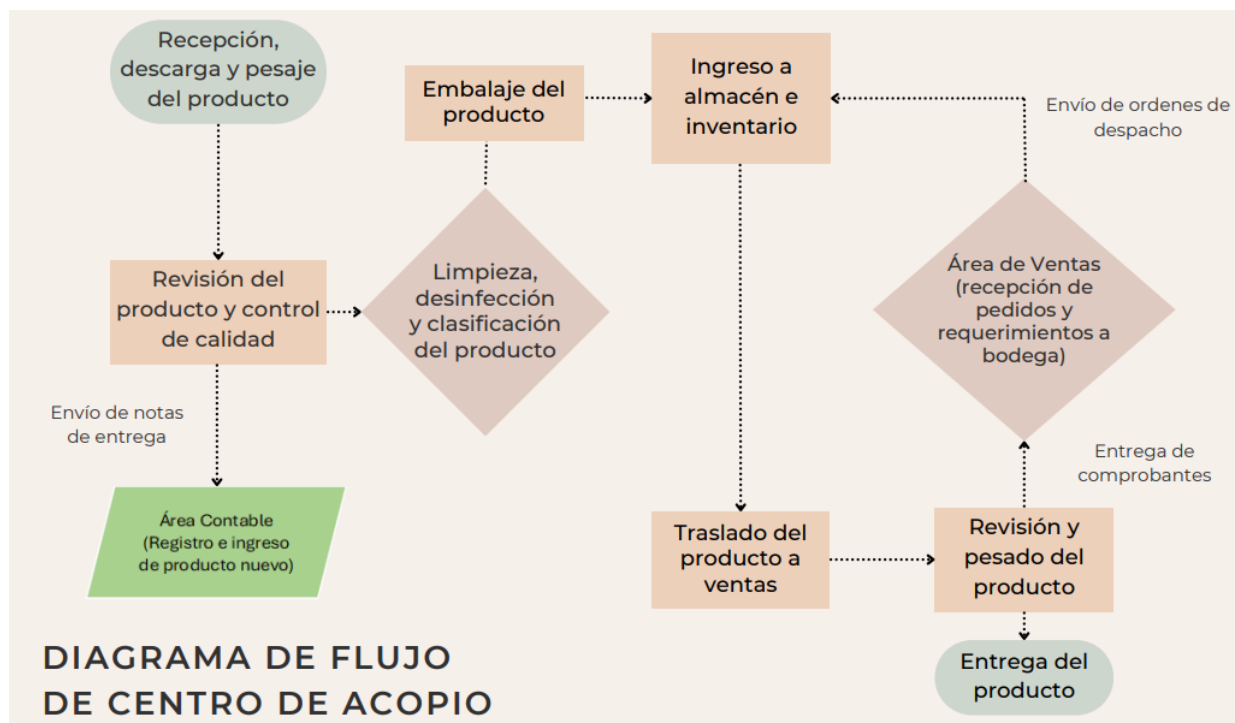 Recepción,
descarga y pesaje
del producto
Embalaje del
producto
Ingreso a
almacén e
inventario
Envío de ordenes de
despacho
Revisión del
producto y control
de calidad
Limpieza,
desinfección
y clasificación
del producto
Área de Ventas
(recepción de
pedidos y
requerimientos a
bodega)
Envío de notas
de entrega
Entrega de
comprobantes
Área Contable
(Registro e ingreso
de producto nuevo)
Traslado del
producto a
ventas
Revisión y
pesado del
producto
Entrega del
producto
DIAGRAMA DE FLUJO
DE CENTRO DE ACOPIO